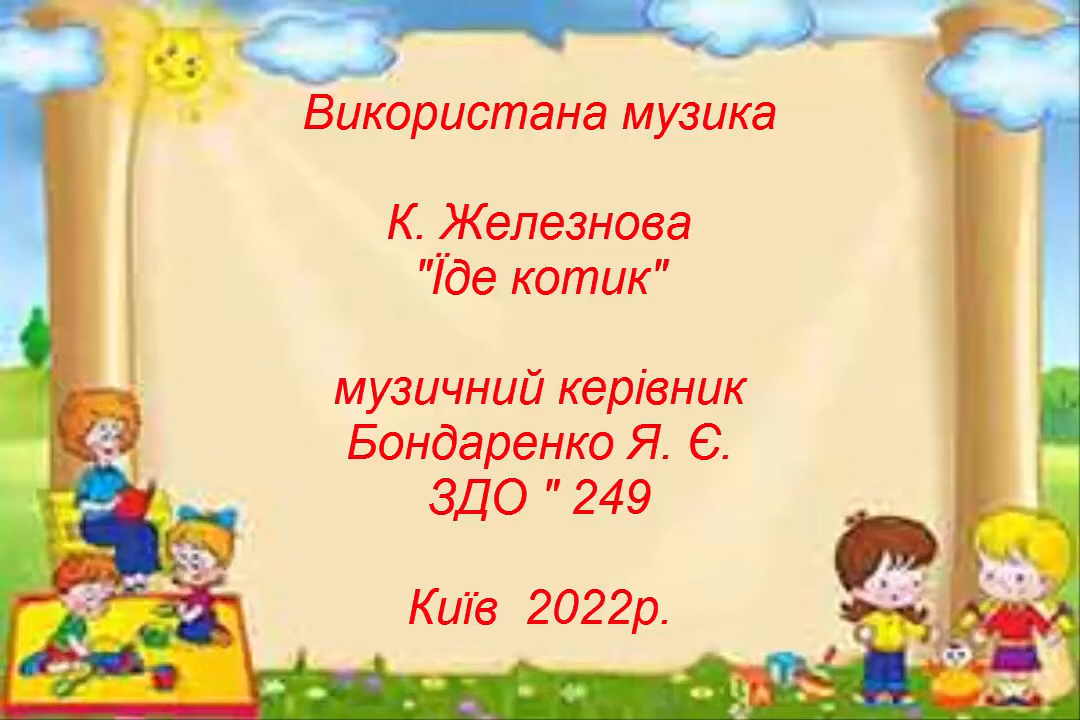 Використана музика
К. Железнова
"Їде котик"
музичний керівник
Бондаренко Я. Є.
ЗДО " 249
Київ 2022р.